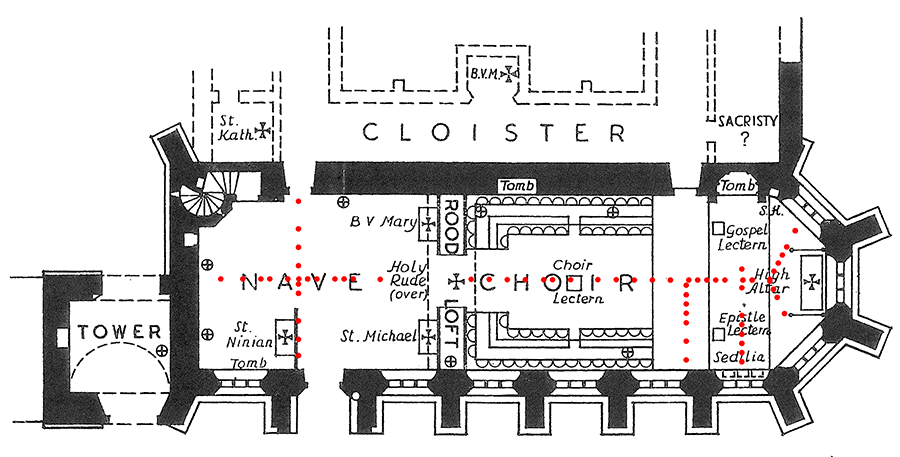 B.V.M.
St.
Kath.
CLOISTER
SACRISTY
?
Tomb
Tomb
S.H.
B V Mary
ROOD
Gospel
Lectern
Holy
Rude
(over)
NAVE
CHOIR
Choir
Lectern
High
Altar
TOWER
St.
Ninian
St. Michael
LOFT
Epistle
Lectern
Sedilia
Tomb